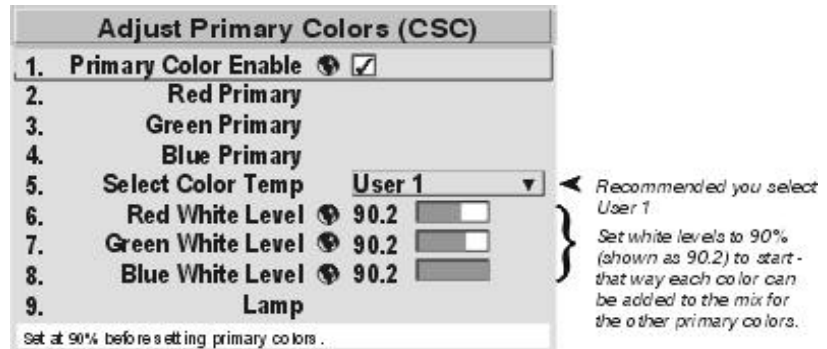 Adjust Primary Colors (CSC)
1. Primary Color Enable
2. Red Primary
3. Green Primary
4. Blue Primary
5. Select Color Temp User 1
6. Red White Level 90.2
7. Green White Level 90.2
8. Blue White Level 90.2
9. Lamp
Set at 90% before setting primary colors.
Recommended you select
User 1
Set white levels to 90%
(shown as 90.2) to start -
that way each color can
be added to the mix for
the other primary colors.